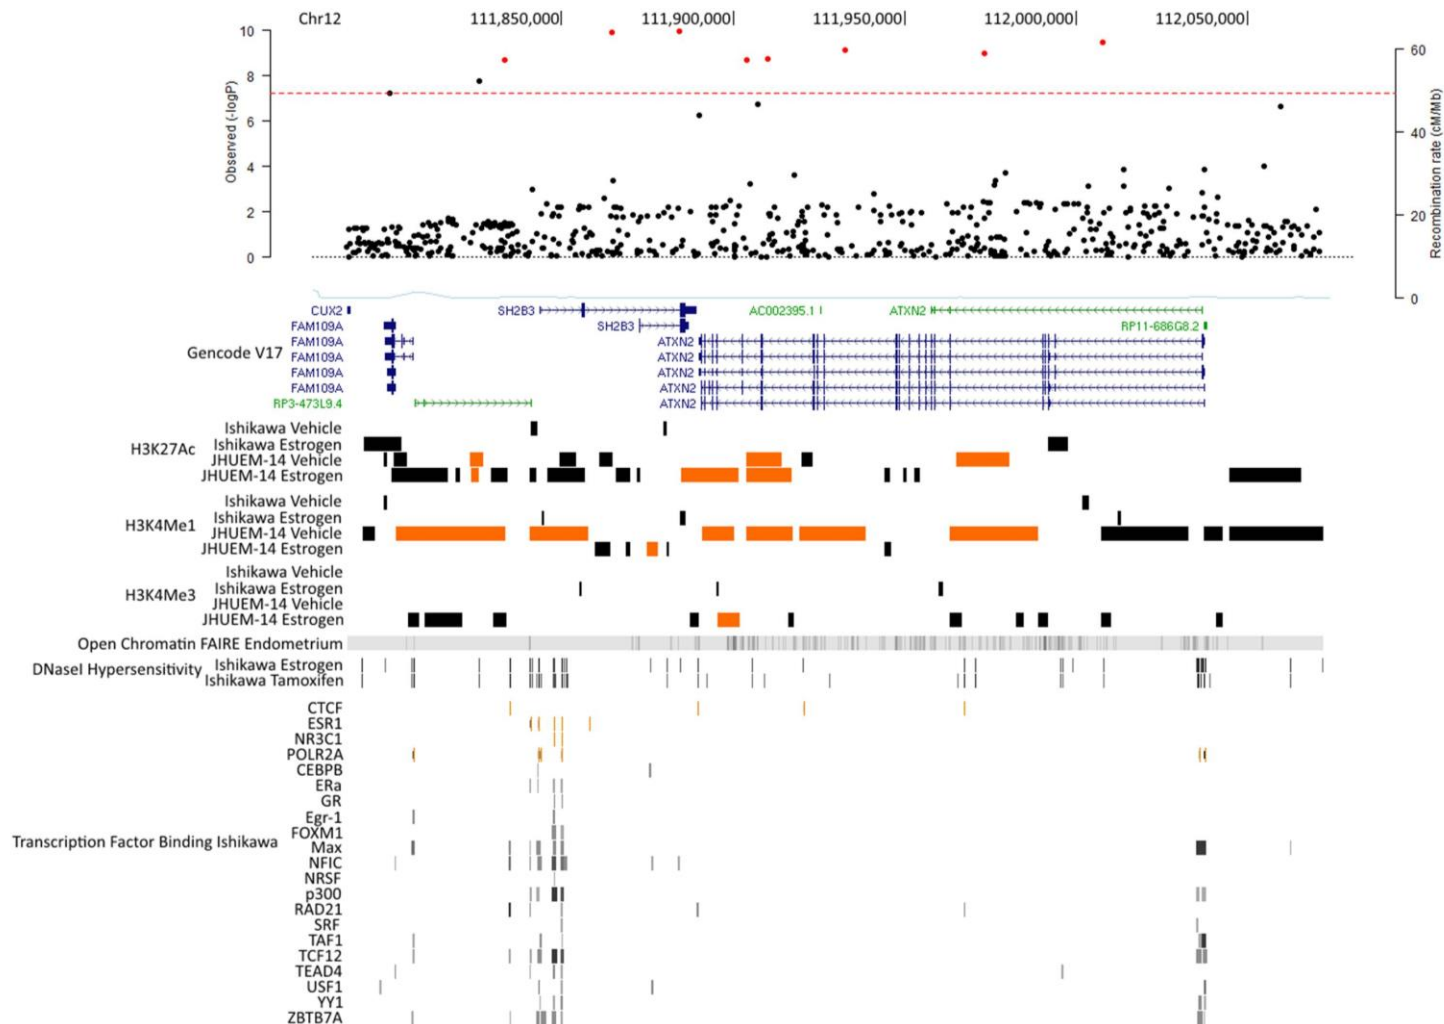 Chr12 111,850,000 111,900,000 111,950,000 112,000,000 112,050,000
10
8
6
4
2
0
Observed (-logP)
60
40
20
0
Recombination rate (cM/Mb)
CUX2 SH2B3 AC002395.1 ATXN2
FAM109A SH2B3 RP11-686G8.2
FAM109A ATXN2
Gencode V17
FAM109A ATXN2
FAM109A ATXN2
FAM109A ATXN2
RP3-473L9.4 ATXN2
H3K27Ac
Ishikawa Vehicle
Ishikawa Estrogen
JHUEM-14 Vehicle
JHUEM-14 Estrogen
H3K4Me1
Ishikawa Vehicle
Ishikawa Estrogen
JHUEM-14 Vehicle
JHUEM-14 Estrogen
H3K4Me3
Ishikawa Vehicle
Ishikawa Estrogen
JHUEM-14 Vehicle
JHUEM-14 Estrogen
Open Chromatin FAIRE Endometrium
DNaseI Hypersensitivity
Ishikawa Estrogen
Ishikawa Tamoxifen
Transcription Factor Binding Ishikawa
CTCF
ESR1
NR3C1
POLR2A
CEBPB
ERa
GR
Egr-1
FOXM1
Max
NFIC
NRSF
p300
RAD21
SRF
TAF1
TCF12
TEAD4
USF1
YY1
ZBTB7A